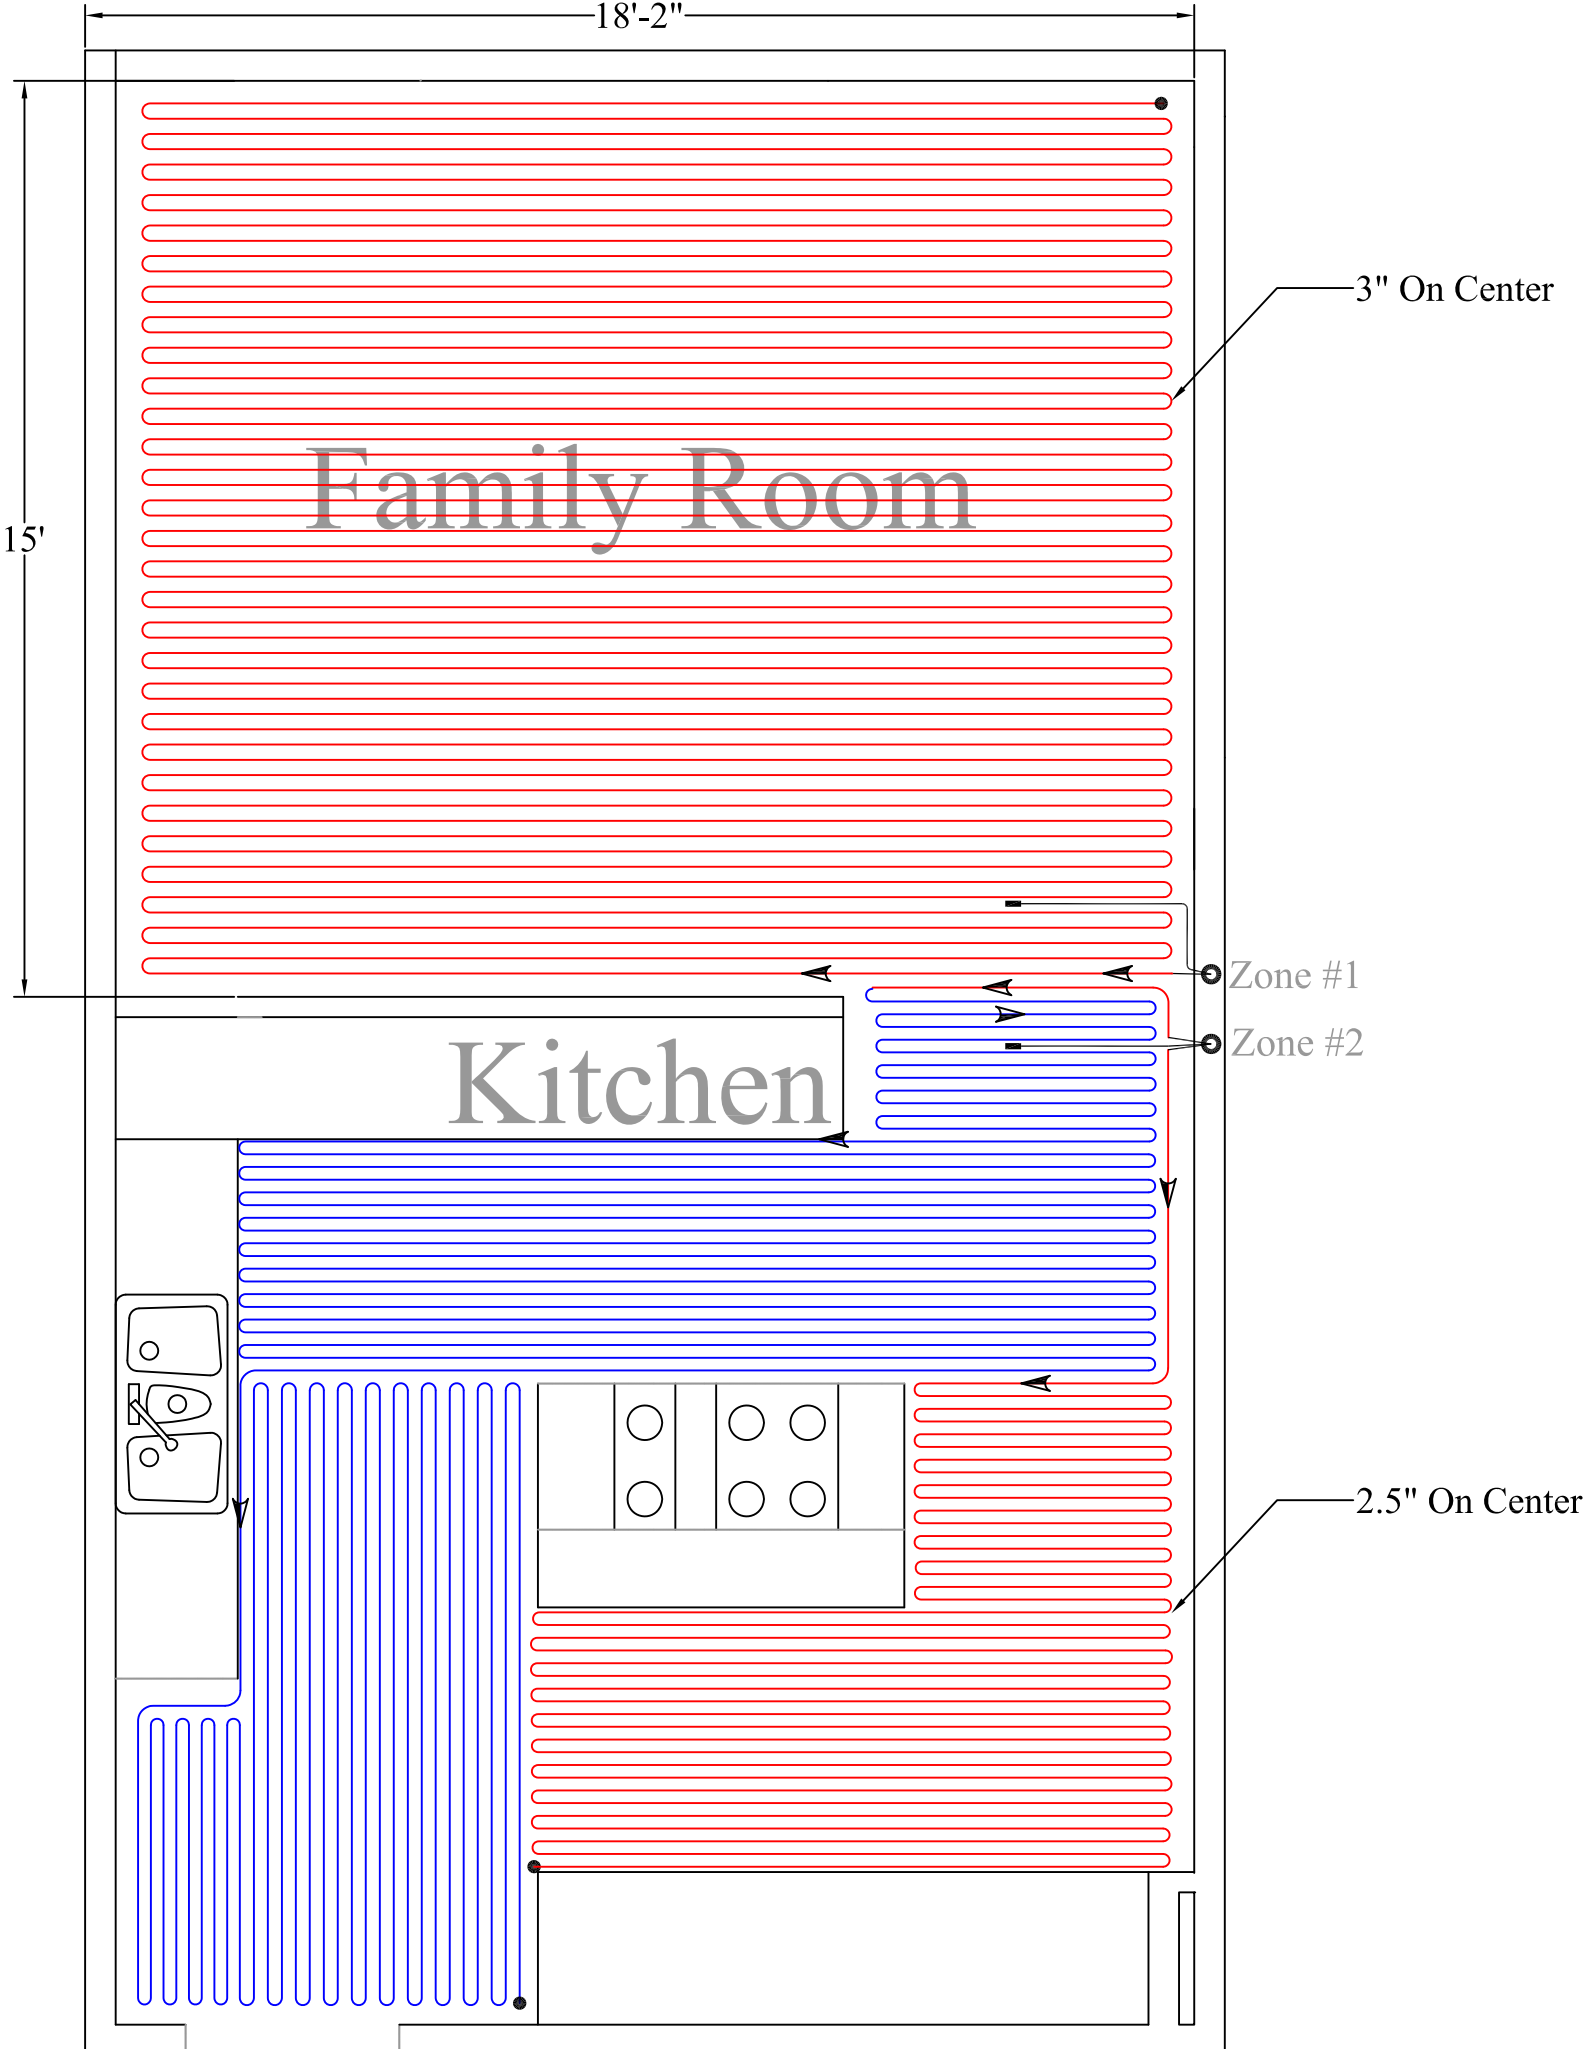 18'-2"
3" On Center
Family Room
15'
Zone #1
Zone #2
Kitchen
2.5" On Center